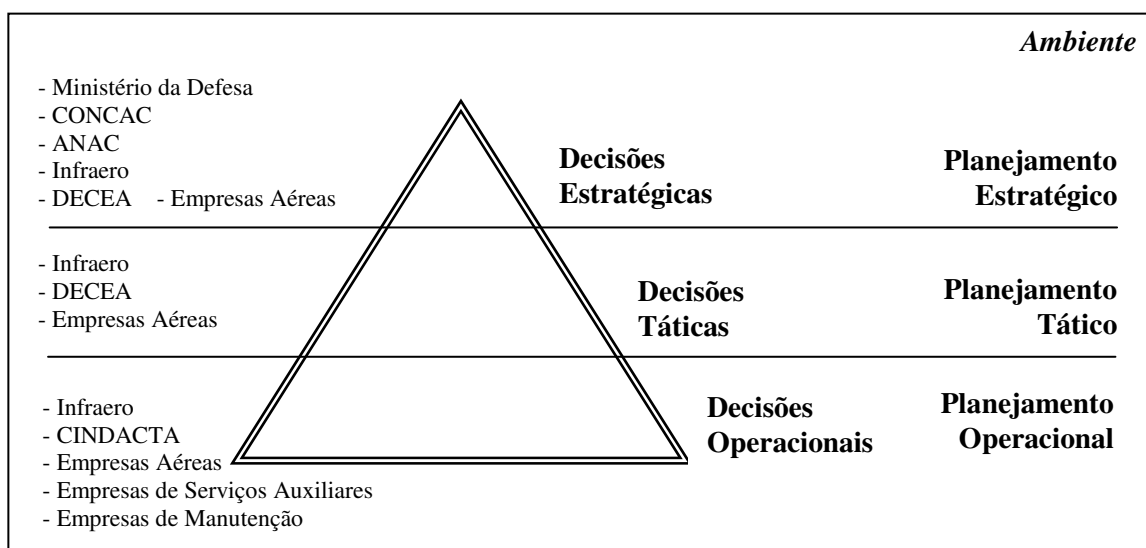 Ambiente
- Ministério da Defesa
- CONCAC
- ANAC
- Infraero
- DECEA - Empresas Aéreas
Decisões
Estratégicas
Planejamento
Estratégico
- Infraero
- DECEA
- Empresas Aéreas
Decisões
Táticas
Planejamento
Tático
- Infraero
- CINDACTA
- Empresas Aéreas
- Empresas de Serviços Auxiliares
- Empresas de Manutenção
Decisões
Operacionais
Planejamento
Operacional